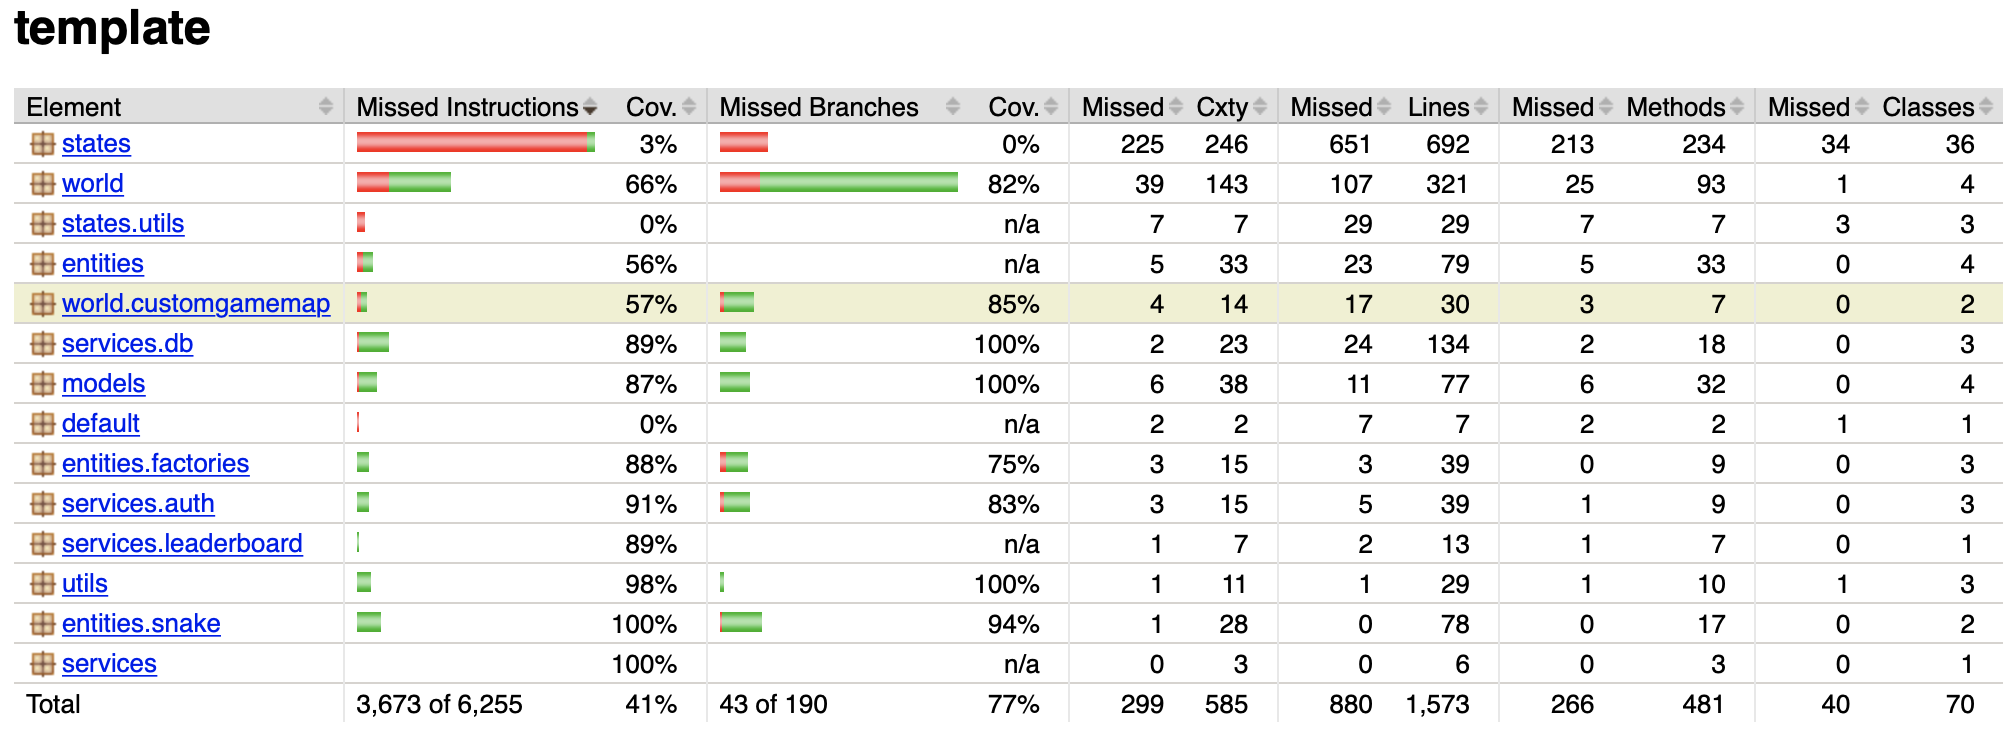 template
Element Missed Instructions Cov. Missed Branches Cov. Missed Cxty Missed Lines Missed Methods Missed Classes
states 3% 0% 225 246 651 692 213 234 34 36
world 66% 82% 39 143 107 321 25 93 1 4
states.utils 0% n/a 7 7 29 29 7 7 3 3
entities 56% n/a 5 33 23 79 5 33 0 4
world.customgamemap 57% 85% 4 14 17 30 3 7 0 2
services.db 89% 100% 2 23 24 134 2 18 0 3
models 87% 100% 6 38 11 77 6 32 0 4
default 0% n/a 2 2 7 7 2 2 1 1
entities.factories 88% 75% 3 15 3 39 0 9 0 3
services.auth 91% 83% 3 15 5 39 1 9 0 3
services.leaderboard 89% n/a 1 7 2 13 1 7 0 1
utils 98% 100% 1 11 1 29 1 10 1 3
entities.snake 100% 94% 1 28 0 78 0 17 0 2
services 100% n/a 0 3 0 6 0 3 0 1
Total 3,673 of 6,255 41% 43 of 190 77% 299 585 880 1,573 266 481 40 70